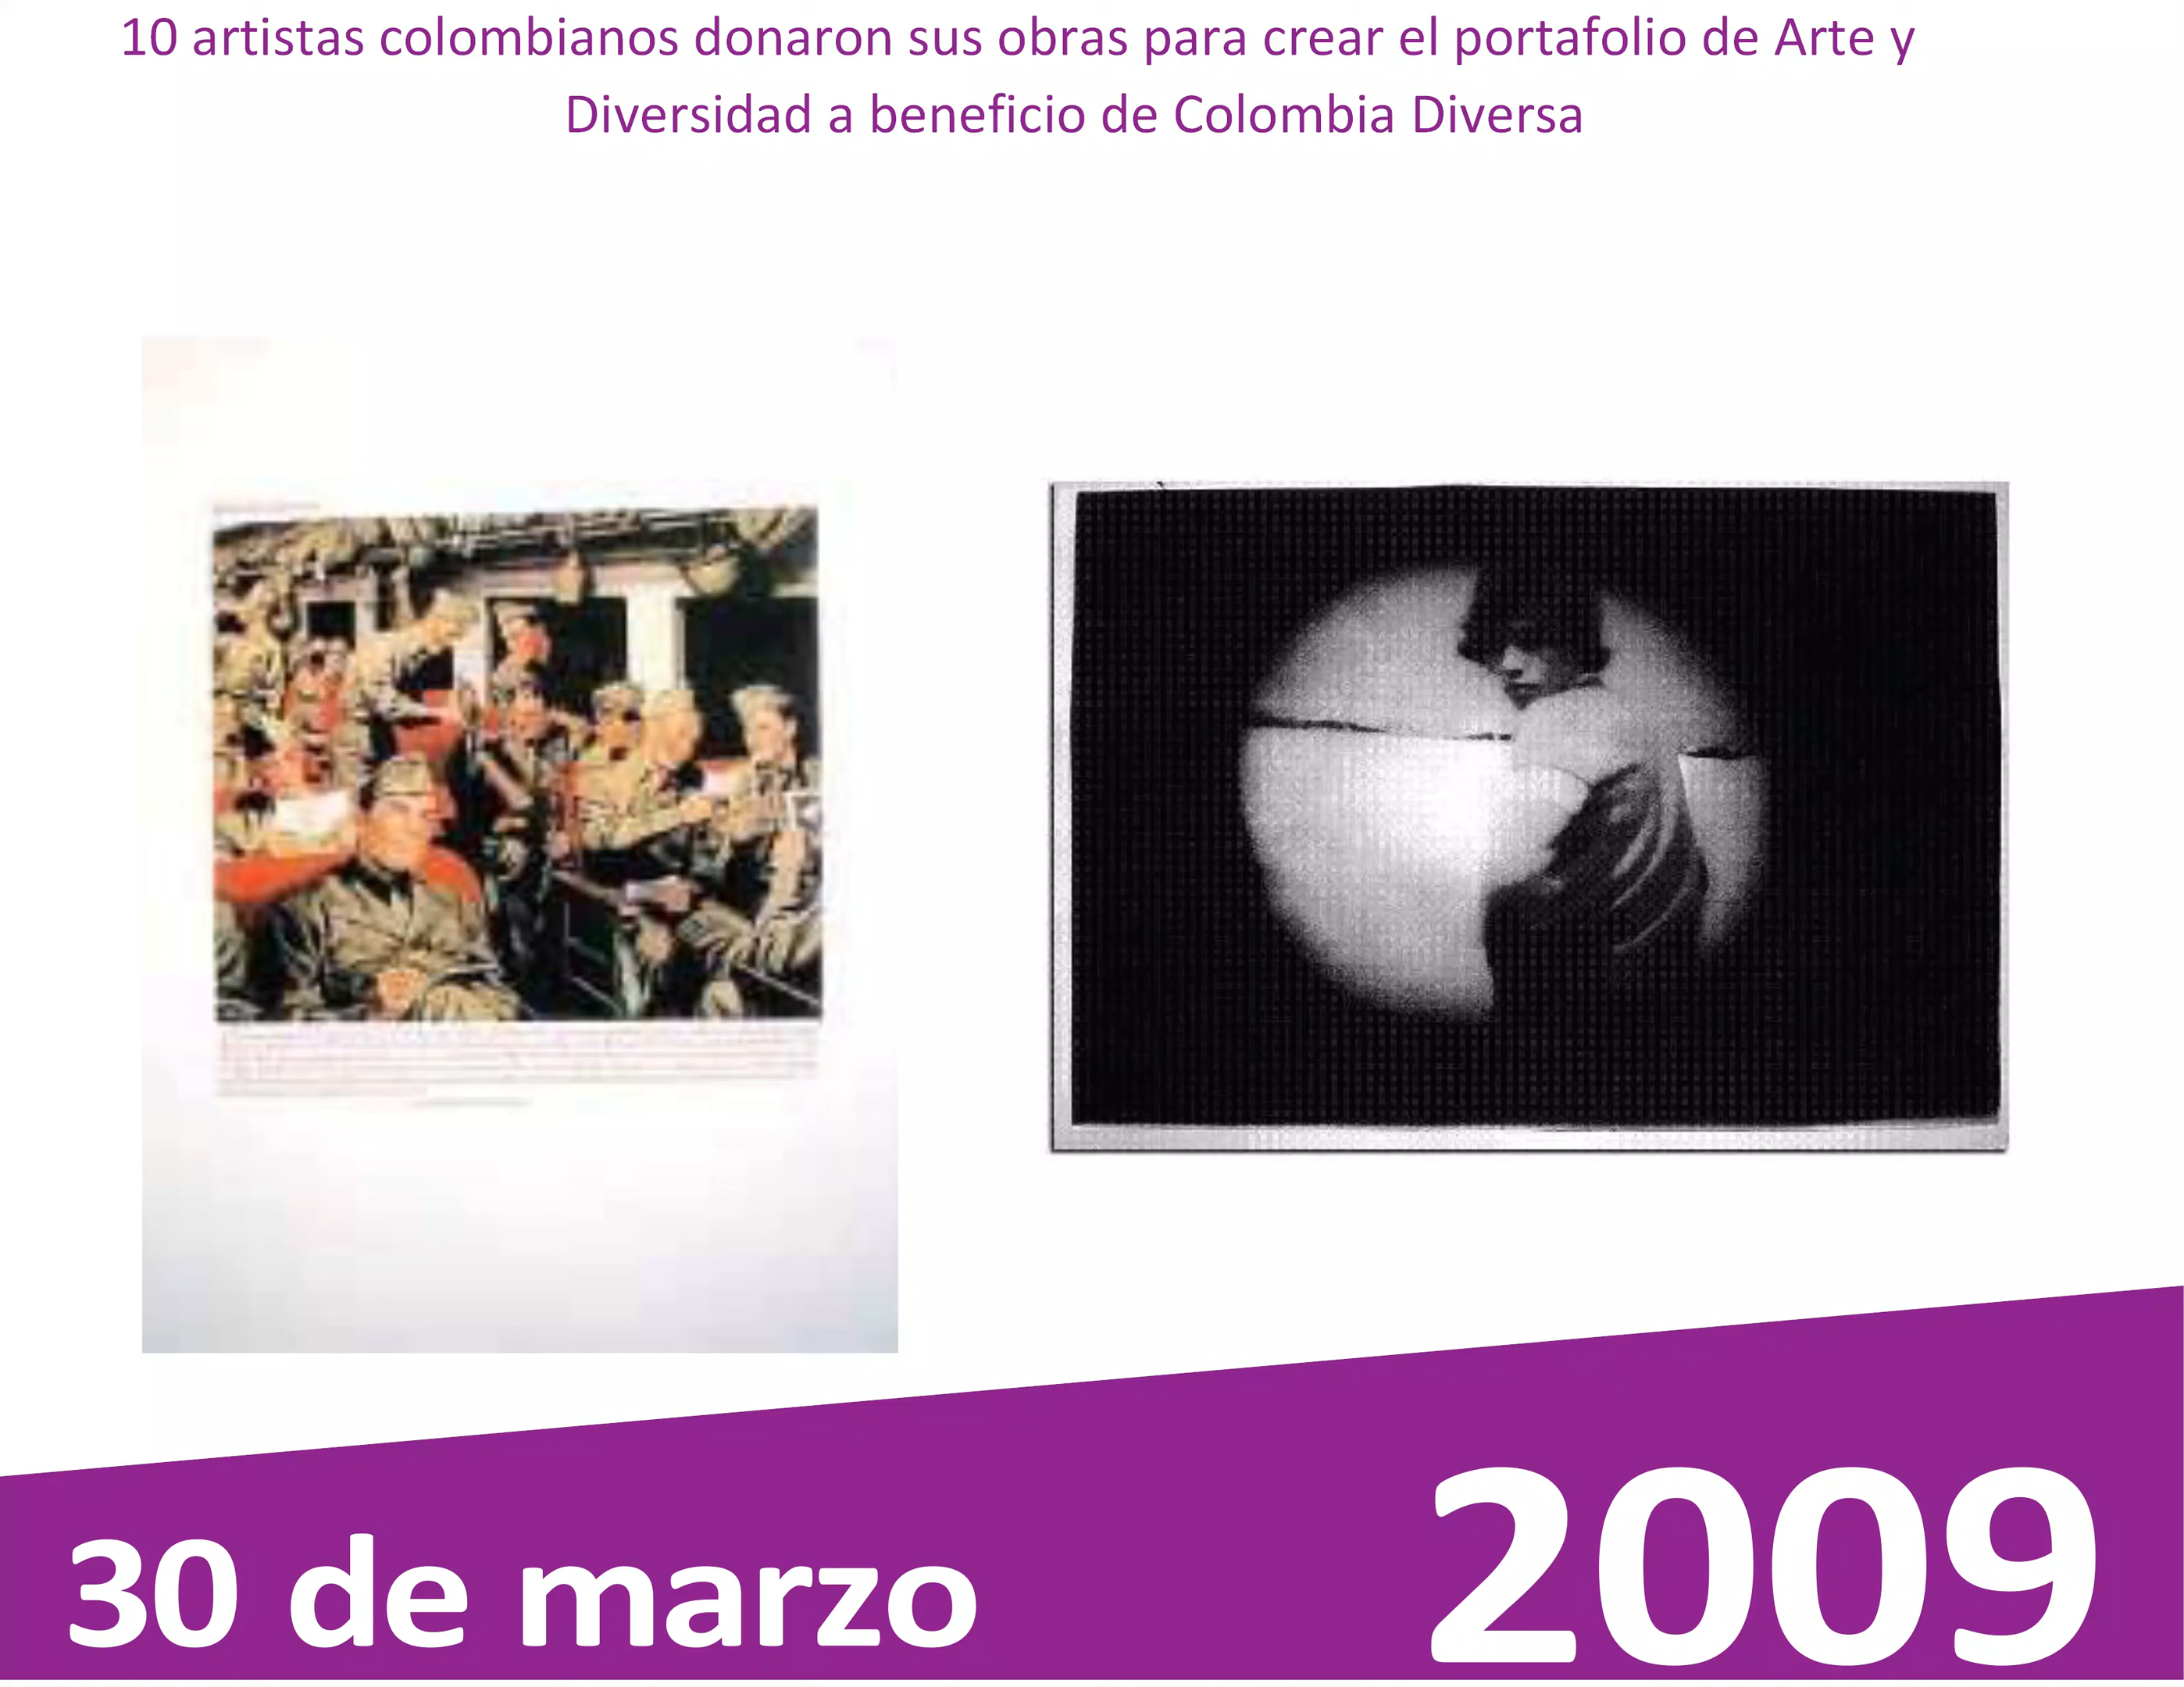 10 artistas colombianos donaron sus obras para crear el portafolio de Arte y
Diversidad a beneficio de Colombia Diversa
30 de marzo
2009